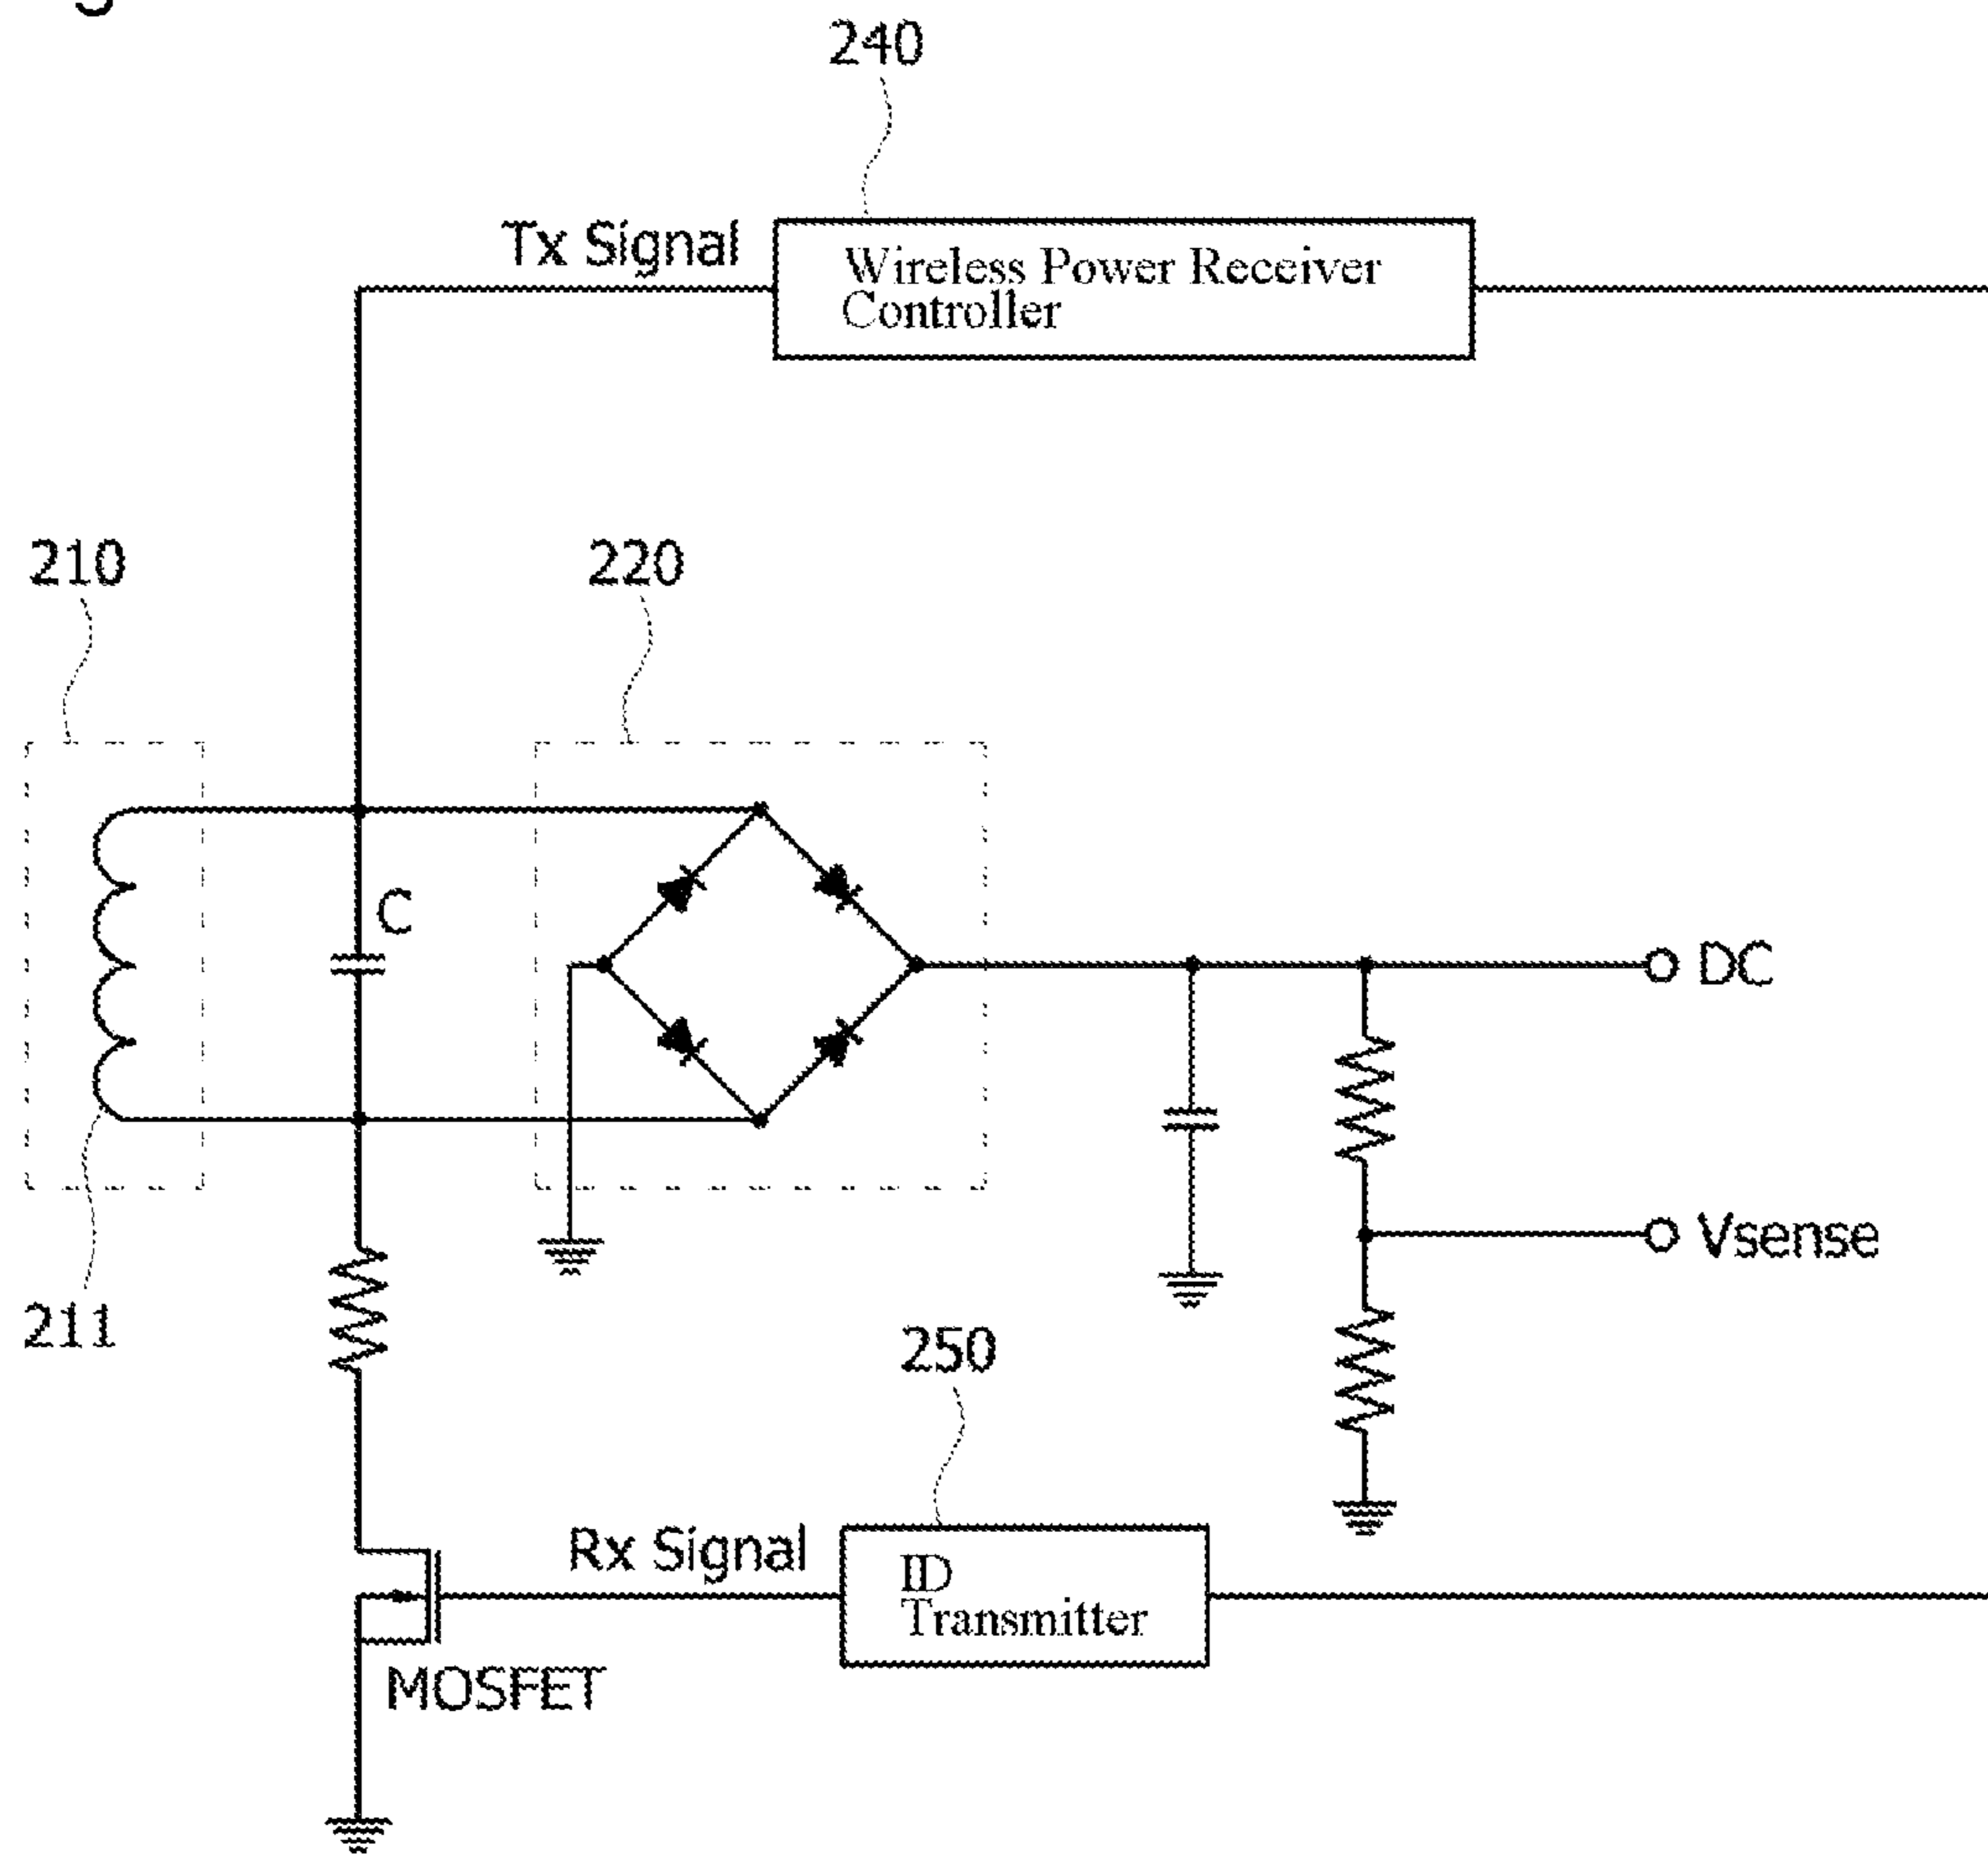 240
Tx Signal
Wireless Power Receiver
Controller
210
220
C
DC
Vsense
211
250
Rx Signal
ID
Transmitter
MOSFET